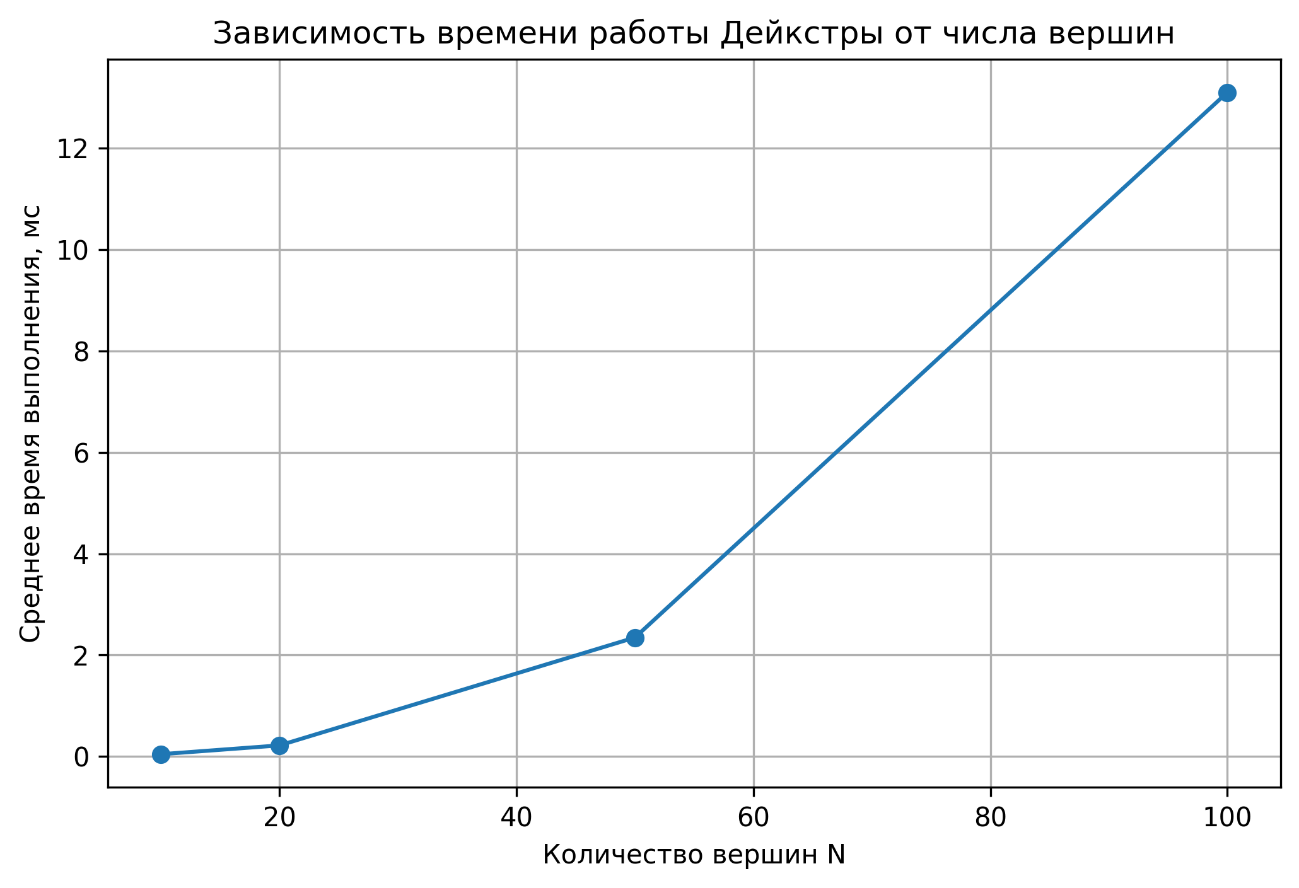 Зависимость времени работы Дейкстры от числа вершин
Среднее время выполнения, мс
12
10
8
6
4
2
0
20 40 60 80 100
Количество вершин N